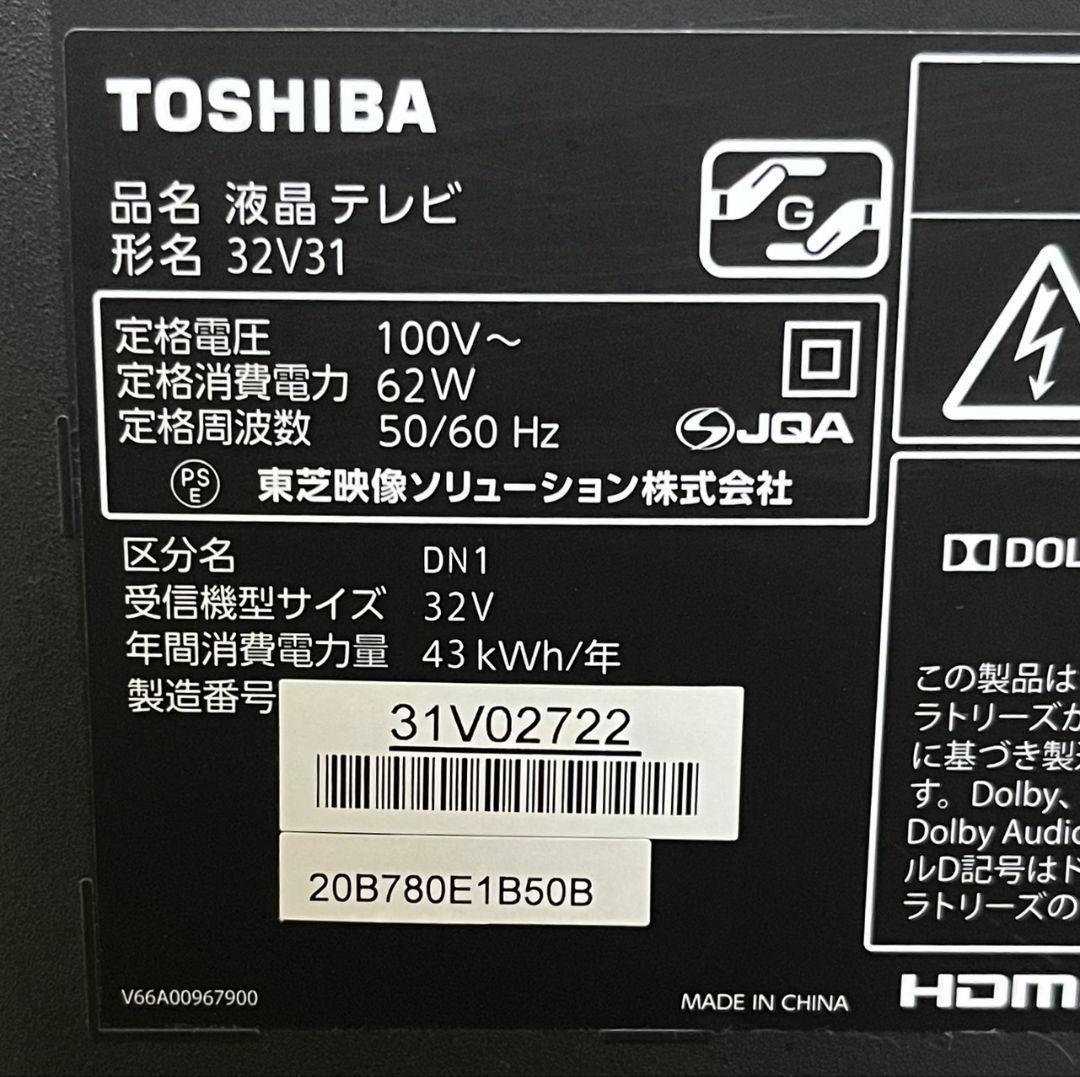 TOSHIBA
品名 液晶テレビ
形名 32V31
G
定格電圧 100V～
定格消費電力 62W
定格周波数 50/60 Hz
JQA
PS
E
東芝映像ソリューション株式会社
区分名 DN1
受信機型サイズ 32V
年間消費電力量 43 kWh/年
製造番号 31V02722
20B780E1B50B
V66A00967900
MADE IN CHINA
この製品は
ラトリーズが
に基づき製造
す。Dolby、
Dolby Audio
ルD記号はド
ラトリーズの